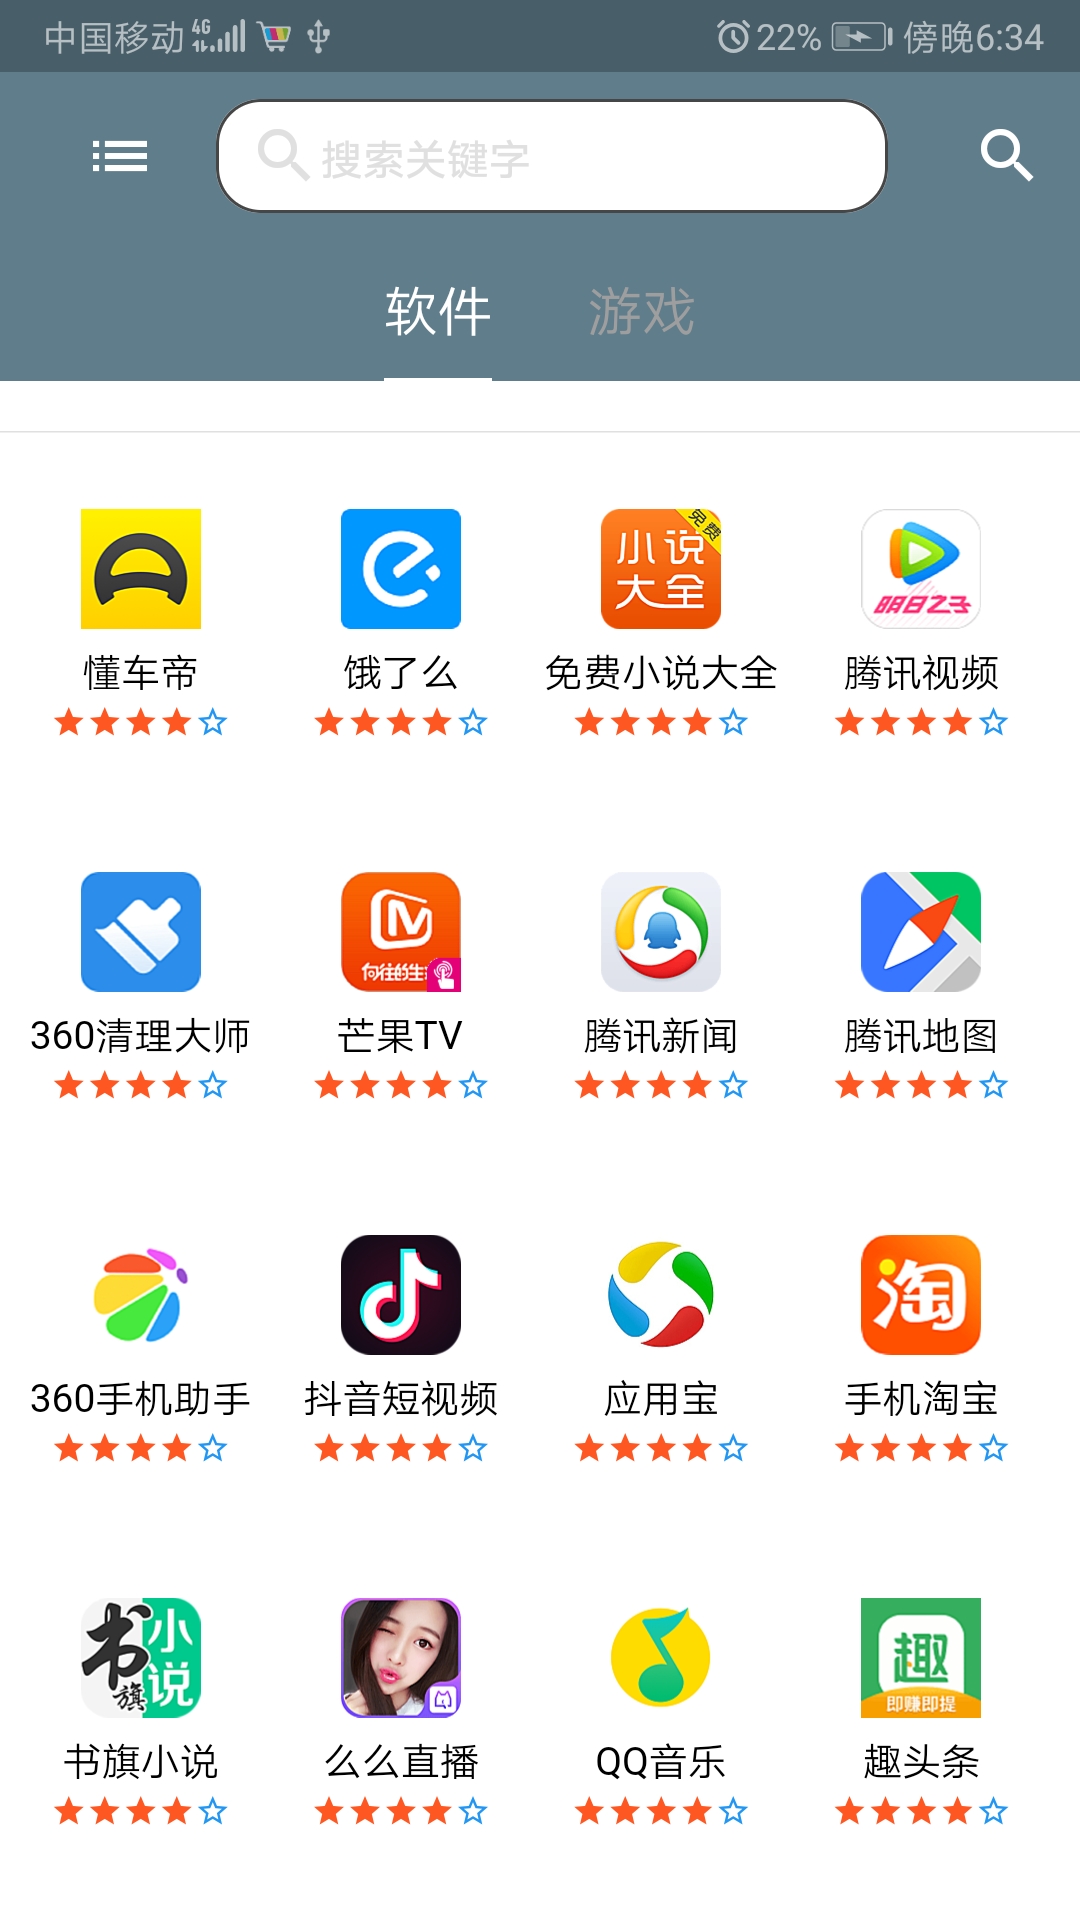 中国移动 4G 22% 傍晚6:34
搜索关键字
软件 游戏
小说大全 免费 明日之子
懂车帝 饿了么 免费小说大全 腾讯视频
向往的生
360清理大师 芒果TV 腾讯新闻 腾讯地图
淘
360手机助手 抖音短视频 应用宝 手机淘宝
书旗小说 趣 即赚即提
书旗小说 么么直播 QQ音乐 趣头条